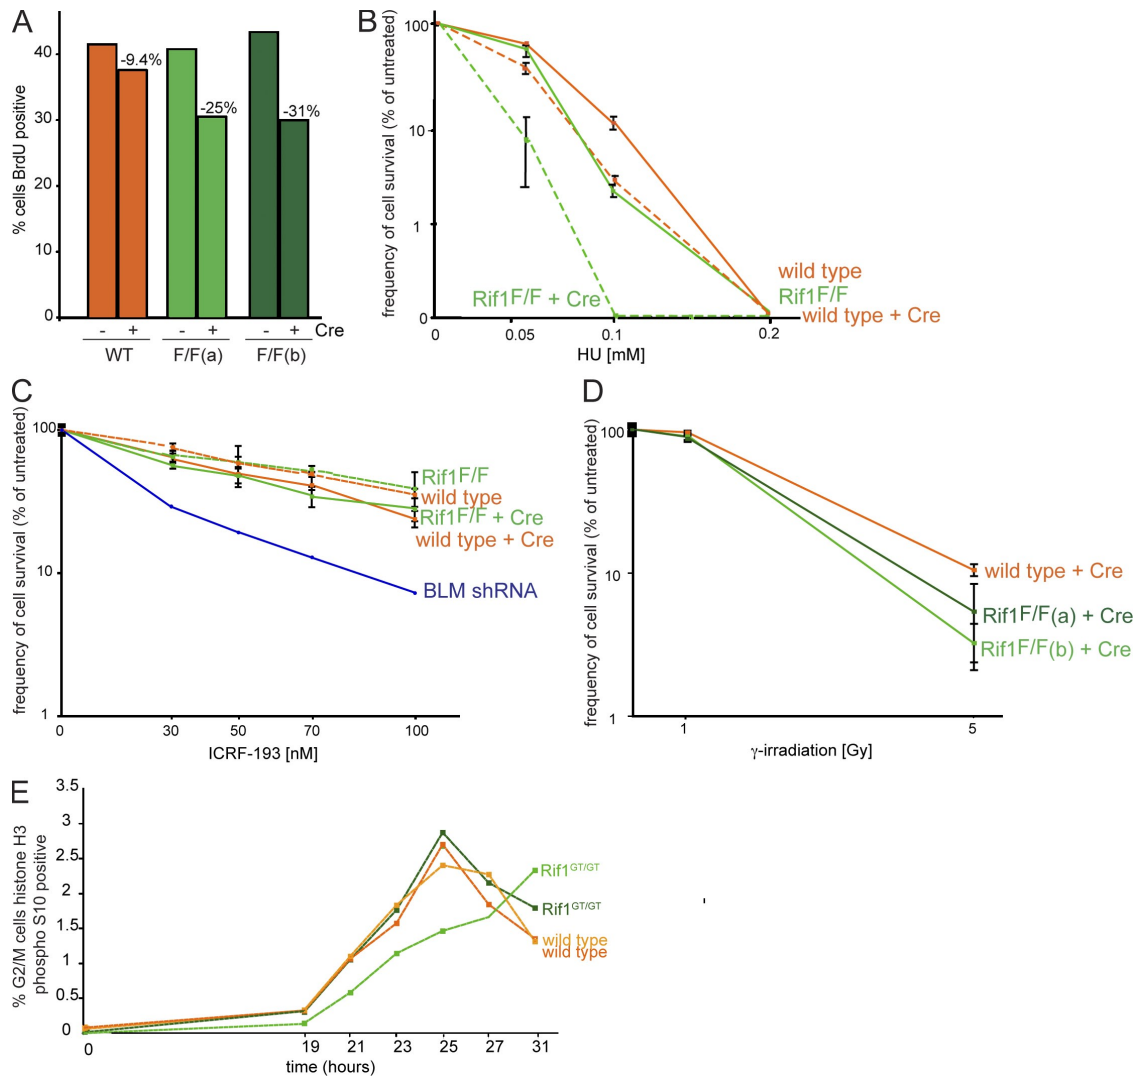 A
% cells BrdU positive
40
30
20
10
0
-9.4%
-25%
-31%
- + - + - + Cre
WT F/F(a) F/F(b)
B
frequency of cell survival (% of untreated)
100
10
1
0
Rif1F/F + Cre
wild type
Rif1F/F
wild type + Cre
0 0.05 0.1 0.2
HU [mM]
C
frequency of cell survival (% of untreated)
100
10
1
Rif1F/F
wild type
Rif1F/F + Cre
wild type + Cre
BLM shRNA
0 30 50 70 100
ICRF-193 [nM]
D
frequency of cell survival (% of untreated)
100
10
1
wild type + Cre
Rif1F/F(a) + Cre
Rif1F/F(b) + Cre
1 5
γ-irradiation [Gy]
E
% G2/M cells histone H3
phospho S10 positive
3.5
3
2.5
2
1.5
1
0.5
0
Rif1GT/GT
Rif1GT/GT
wild type
wild type
0 19 21 23 25 27 31
time (hours)